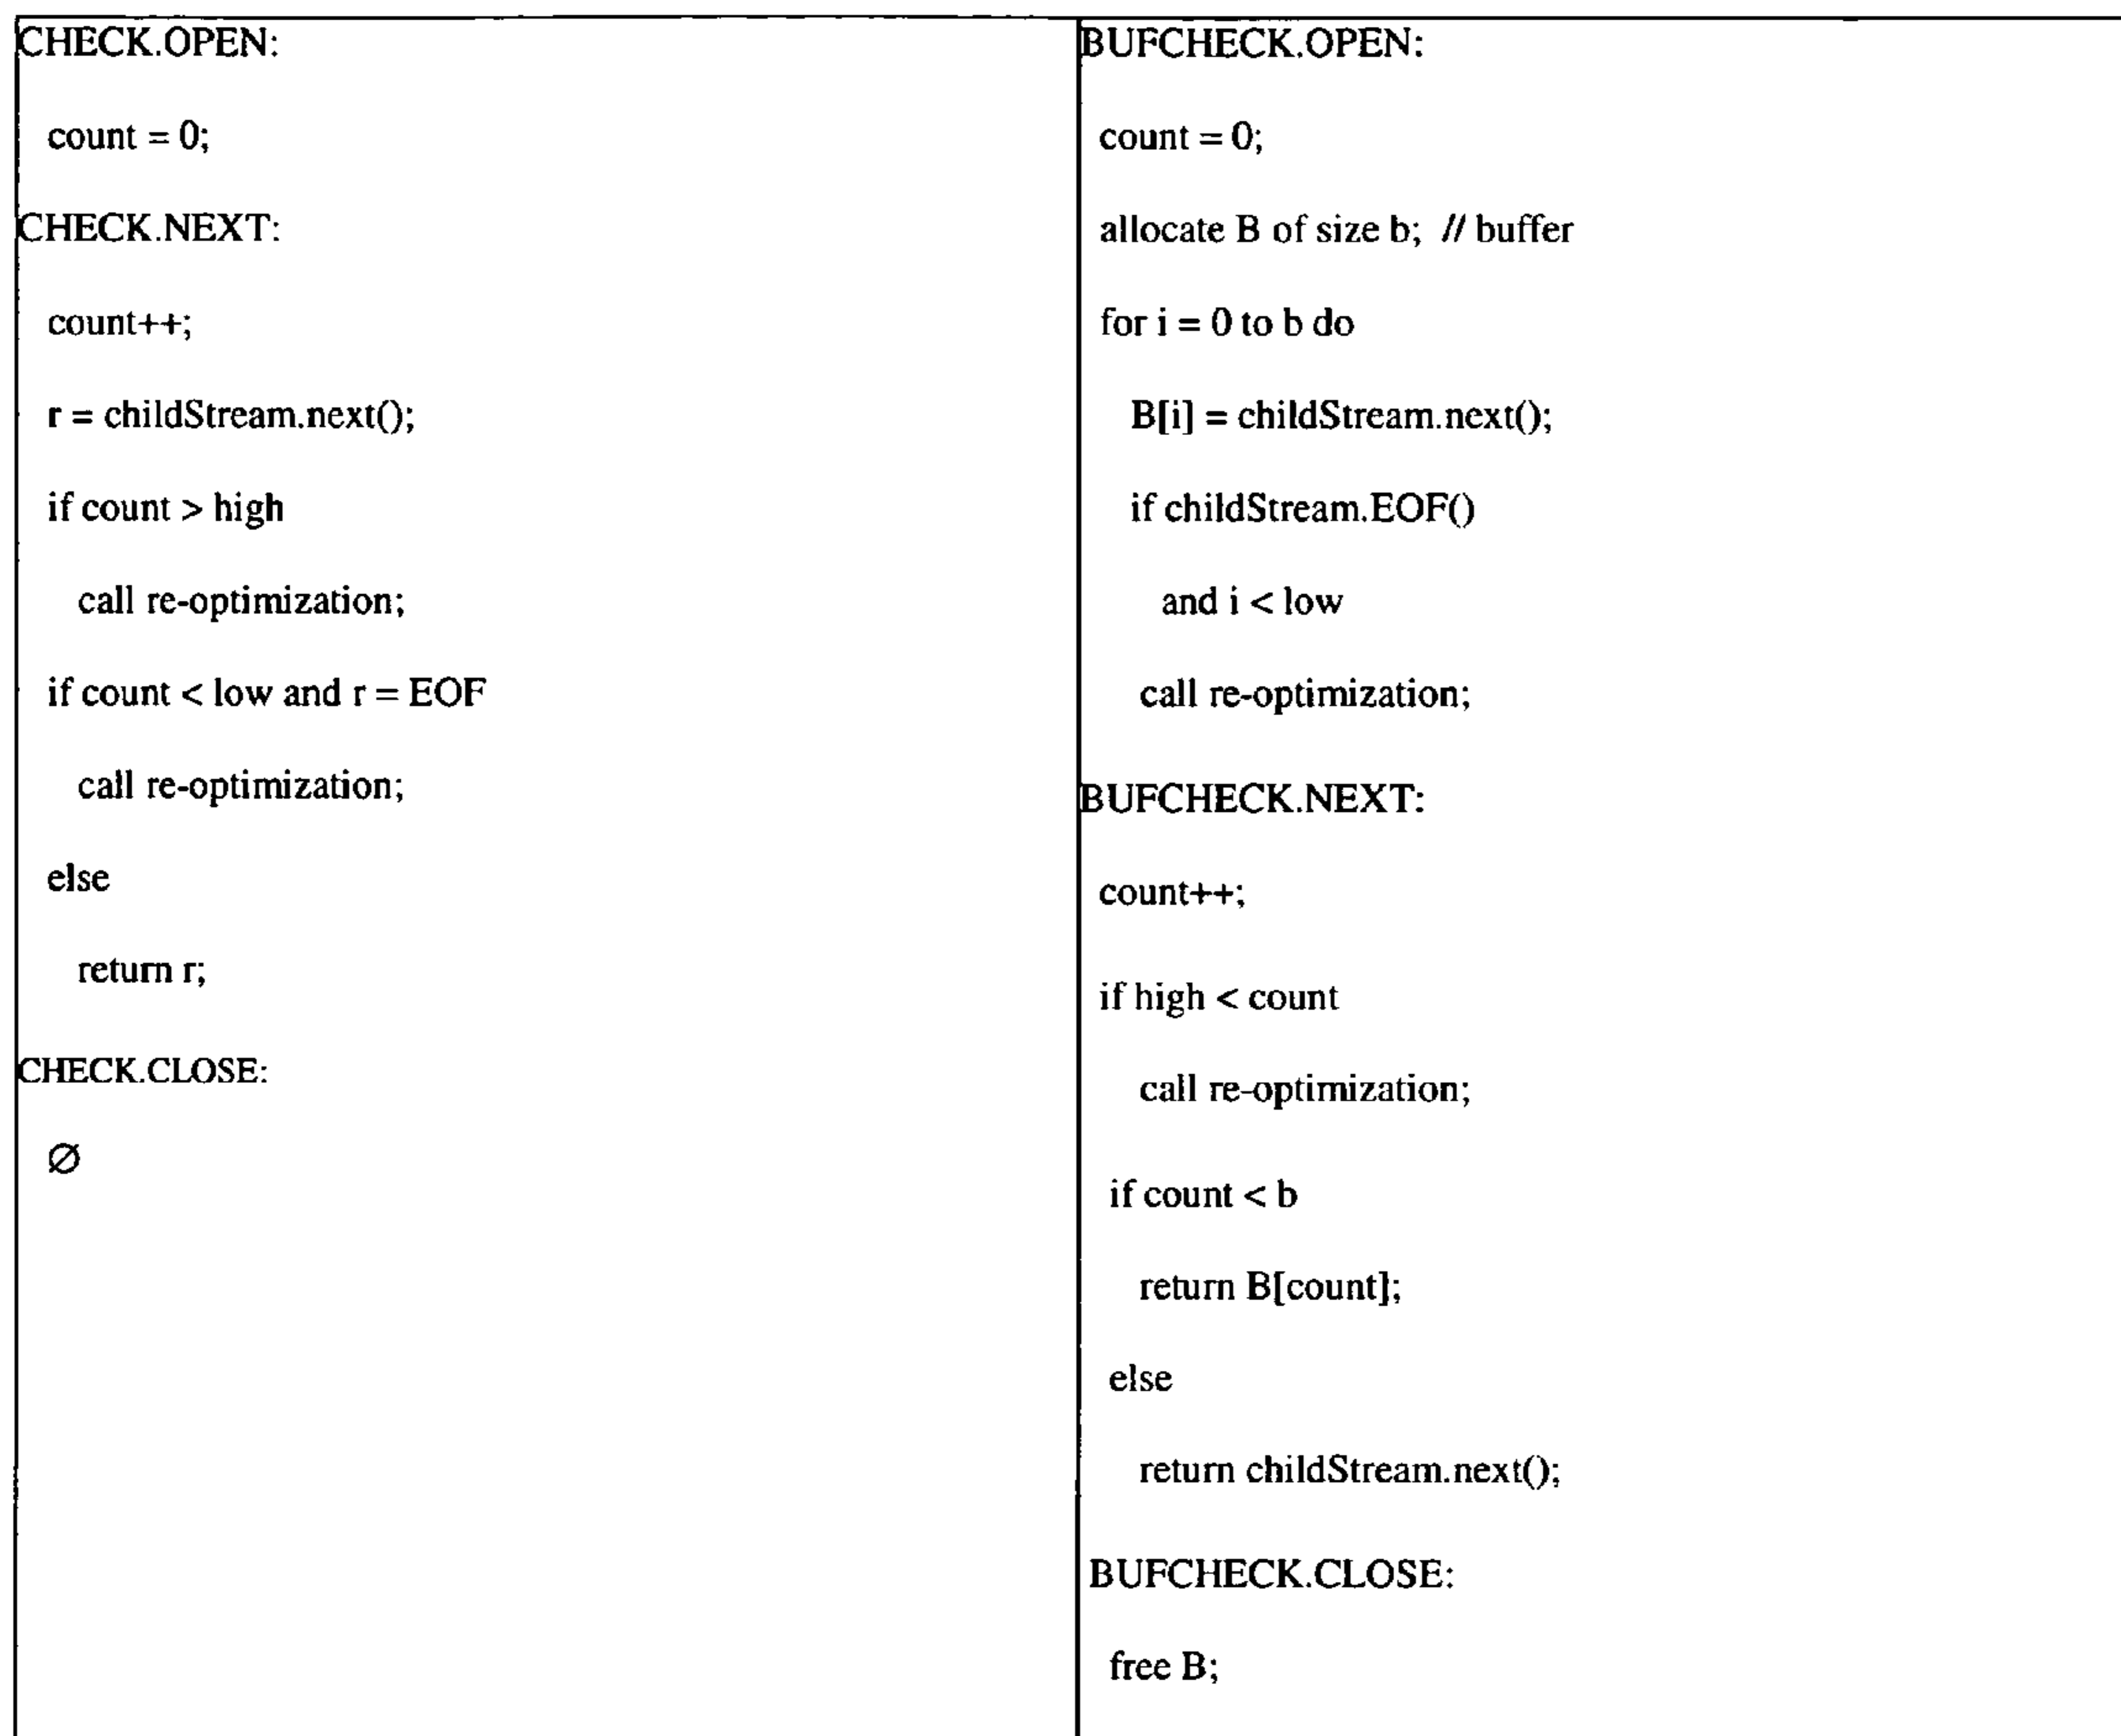 CHECK.OPEN:
count = 0;
CHECK.NEXT:
count++;
r = childStream.next();
if count > high
call re-optimization;
if count < low and r = EOF
call re-optimization;
else
return r;
CHECK.CLOSE:
∅
BUFCHECK.OPEN:
count = 0;
allocate B of size b; // buffer
for i = 0 to b do
B[i] = childStream.next();
if childStream.EOF()
and i < low
call re-optimization;
BUFCHECK.NEXT:
count++;
if high < count
call re-optimization;
if count < b
return B[count];
else
return childStream.next();
BUFCHECK.CLOSE:
free B;